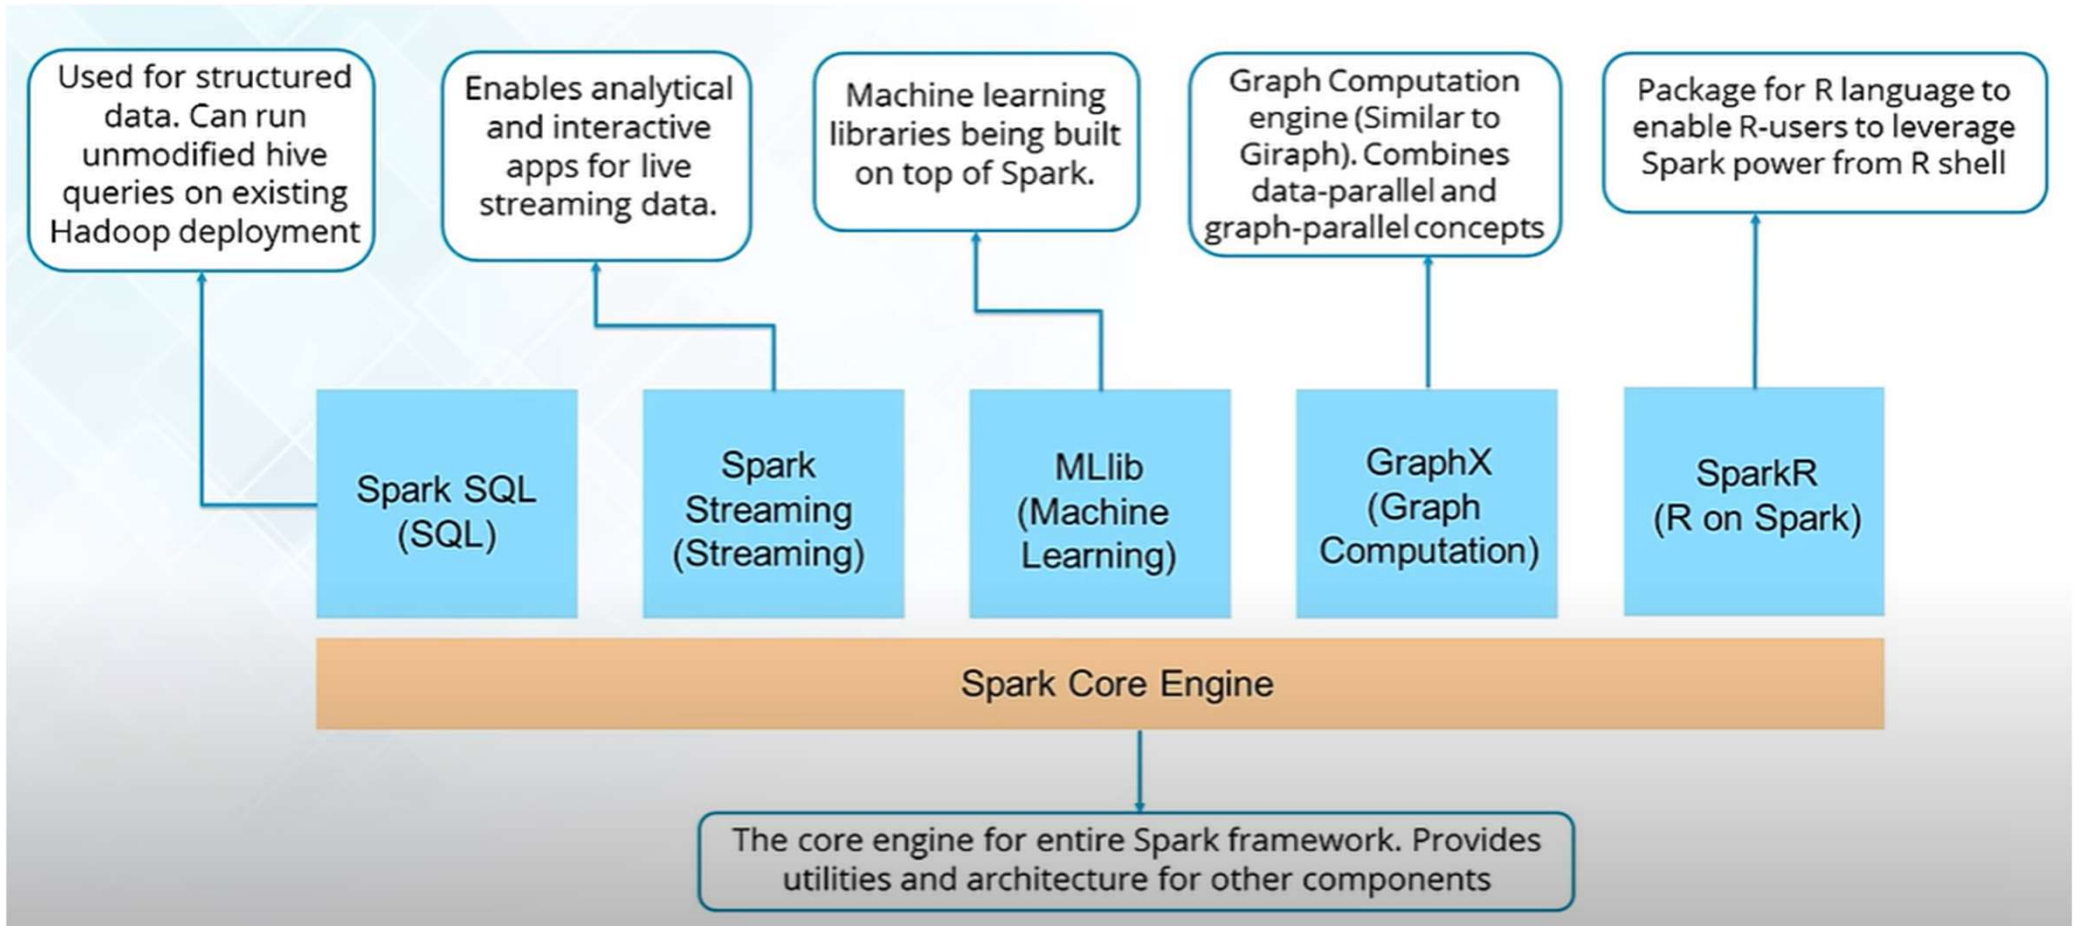 Used for structured
data. Can run
unmodified hive
queries on existing
Hadoop deployment
Enables analytical
and interactive
apps for live
streaming data.
Machine learning
libraries being built
on top of Spark.
Graph Computation
engine (Similar to
Giraph). Combines
data-parallel and
graph-parallel concepts
Package for R language to
enable R-users to leverage
Spark power from R shell
Spark SQL
(SQL)
Spark
Streaming
(Streaming)
MLlib
(Machine
Learning)
GraphX
(Graph
Computation)
SparkR
(R on Spark)
Spark Core Engine
The core engine for entire Spark framework. Provides
utilities and architecture for other components